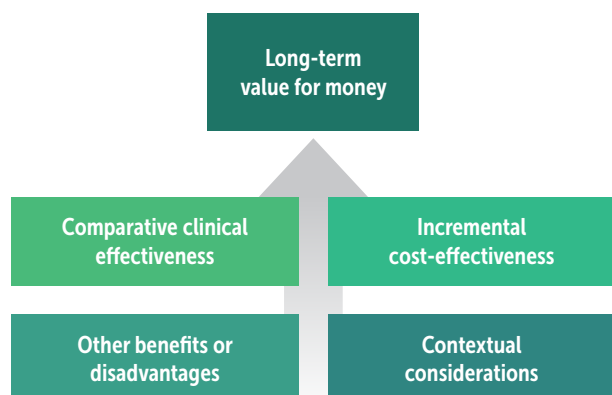 Long-term
value for money
Comparative clinical
effectiveness
Incremental
cost-effectiveness
Other benefits or
disadvantages
Contextual
considerations